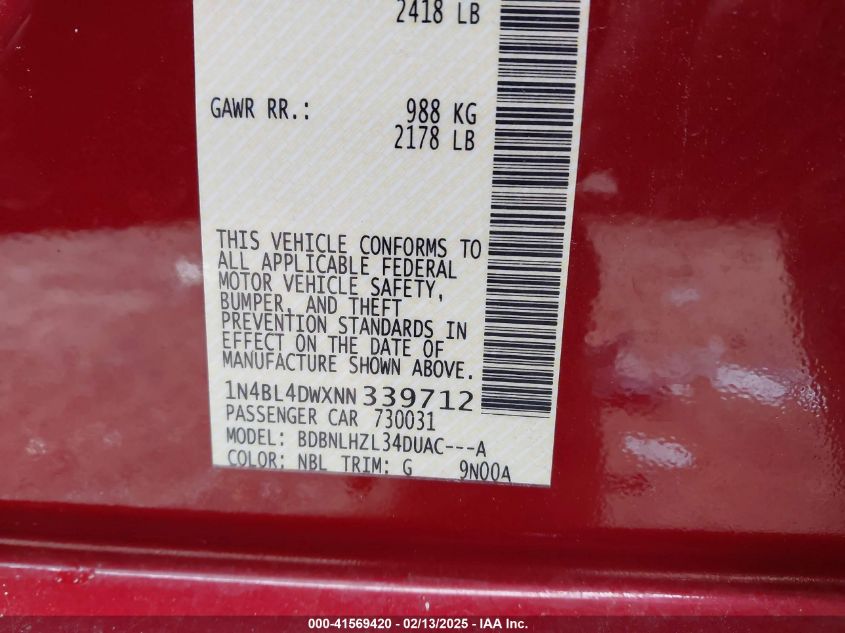 2418 LB
GAWR RR.: 988 KG
2178 LB
THIS VEHICLE CONFORMS TO
ALL APPLICABLE FEDERAL
MOTOR VEHICLE SAFETY,
BUMPER, AND THEFT
PREVENTION STANDARDS IN
EFFECT ON THE DATE OF
MANUFACTURE SHOWN ABOVE.
1N4BL4DWXNN339712
PASSENGER CAR 730031
MODEL: BDBNLHZL34DUAC---A
COLOR: NBL TRIM: G 9N00A
000-41569420 - 02/13/2025 - IAA Inc.